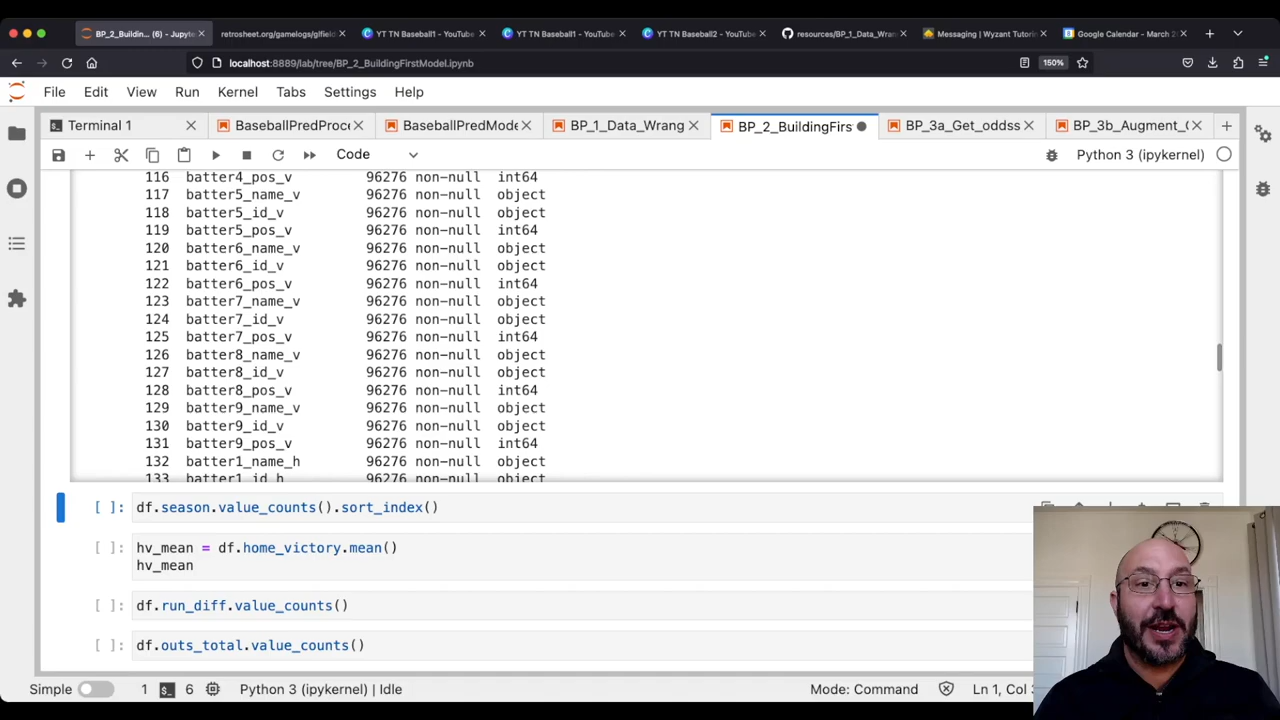 BP_2_Buildin... (6) - Jupyte
retrosheet.org/gamelogs/glfield
YT TN Baseball1 - YouTube
YT TN Baseball1 - YouTube
YT TN Baseball2 - YouTube
resources/BP_1_Data_Wran
Messaging | Wyzant Tutorin
Google Calendar - March 2
localhost:8889/lab/tree/BP_2_BuildingFirstModel.ipynb
150%
File Edit View Run Kernel Tabs Settings Help
Terminal 1
BaseballPredProce
BaseballPredMode
BP_1_Data_Wrang
BP_2_BuildingFirs
BP_3a_Get_oddss
BP_3b_Augment_
Code
Python 3 (ipykernel)
116 batter4_pos_v 96276 non-null int64
117 batter5_name_v 96276 non-null object
118 batter5_id_v 96276 non-null object
119 batter5_pos_v 96276 non-null int64
120 batter6_name_v 96276 non-null object
121 batter6_id_v 96276 non-null object
122 batter6_pos_v 96276 non-null int64
123 batter7_name_v 96276 non-null object
124 batter7_id_v 96276 non-null object
125 batter7_pos_v 96276 non-null int64
126 batter8_name_v 96276 non-null object
127 batter8_id_v 96276 non-null object
128 batter8_pos_v 96276 non-null int64
129 batter9_name_v 96276 non-null object
130 batter9_id_v 96276 non-null object
131 batter9_pos_v 96276 non-null int64
132 batter1_name_h 96276 non-null object
133 batter1_id_h 96276 non-null object
[ ]: df.season.value_counts().sort_index()
[ ]: hv_mean = df.home_victory.mean()
hv_mean
[ ]: df.run_diff.value_counts()
[ ]: df.outs_total.value_counts()
Simple 1 6 Python 3 (ipykernel) | Idle
Mode: Command
Ln 1, Col